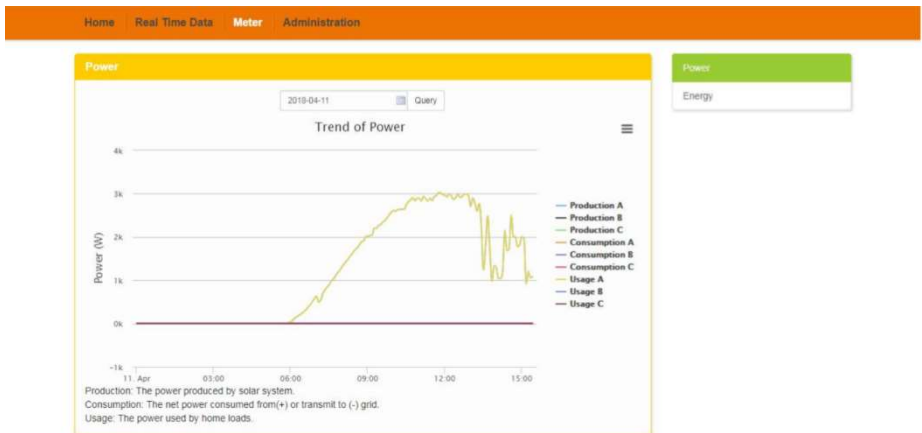 Home Real Time Data Meter Administration
Power
Power
Energy
2018-04-11 Query
Trend of Power
4k
3k
2k
1k
0k
-1k
Power (W)
11. Apr 03:00 06:00 09:00 12:00 15:00
Production A
Production B
Production C
Consumption A
Consumption B
Consumption C
Usage A
Usage B
Usage C
Production: The power produced by solar system.
Consumption: The net power consumed from(+) or transmit to (-) grid.
Usage: The power used by home loads.